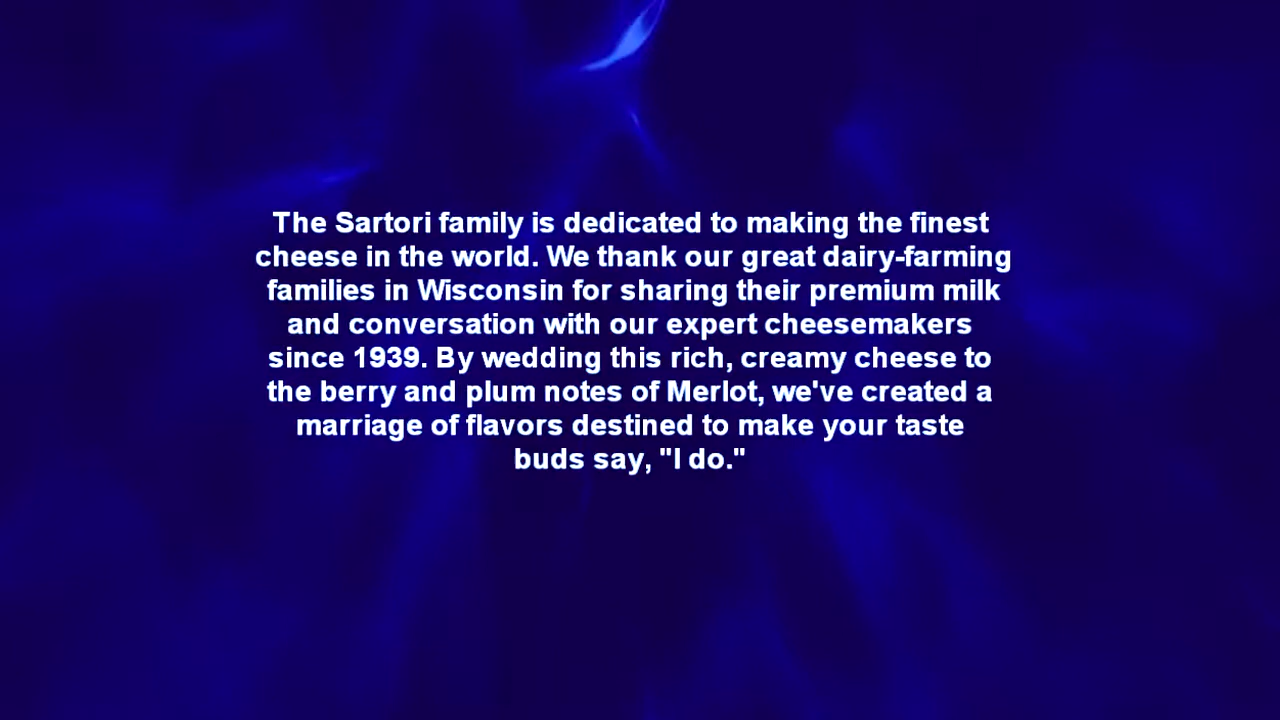 The Sartori family is dedicated to making the finest
cheese in the world. We thank our great dairy-farming
families in Wisconsin for sharing their premium milk
and conversation with our expert cheesemakers
since 1939. By wedding this rich, creamy cheese to
the berry and plum notes of Merlot, we've created a
marriage of flavors destined to make your taste
buds say, "I do."